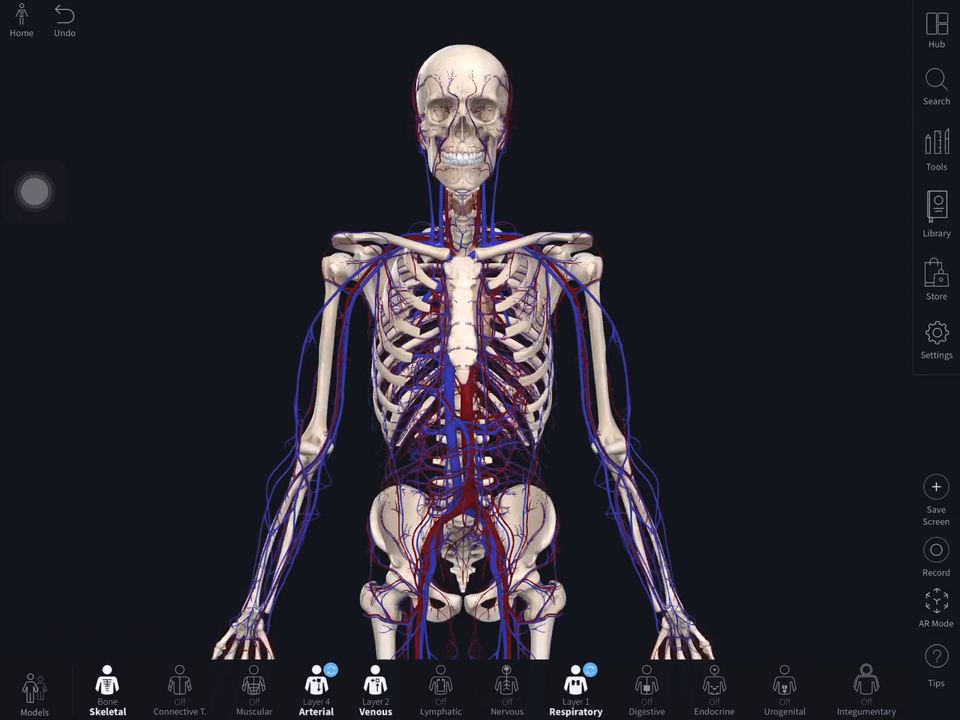 Home
Undo
Hub
Search
Tools
Library
Store
Settings
+
Save
Screen
Record
AR Mode
?
Tips
Models
Bone
Skeletal
Off
Connective T.
Off
Muscular
Layer 4
Arterial
Layer 2
Venous
Off
Lymphatic
Off
Nervous
Layer 1
Respiratory
Off
Digestive
Off
Endocrine
Off
Urogenital
Off
Integumentary